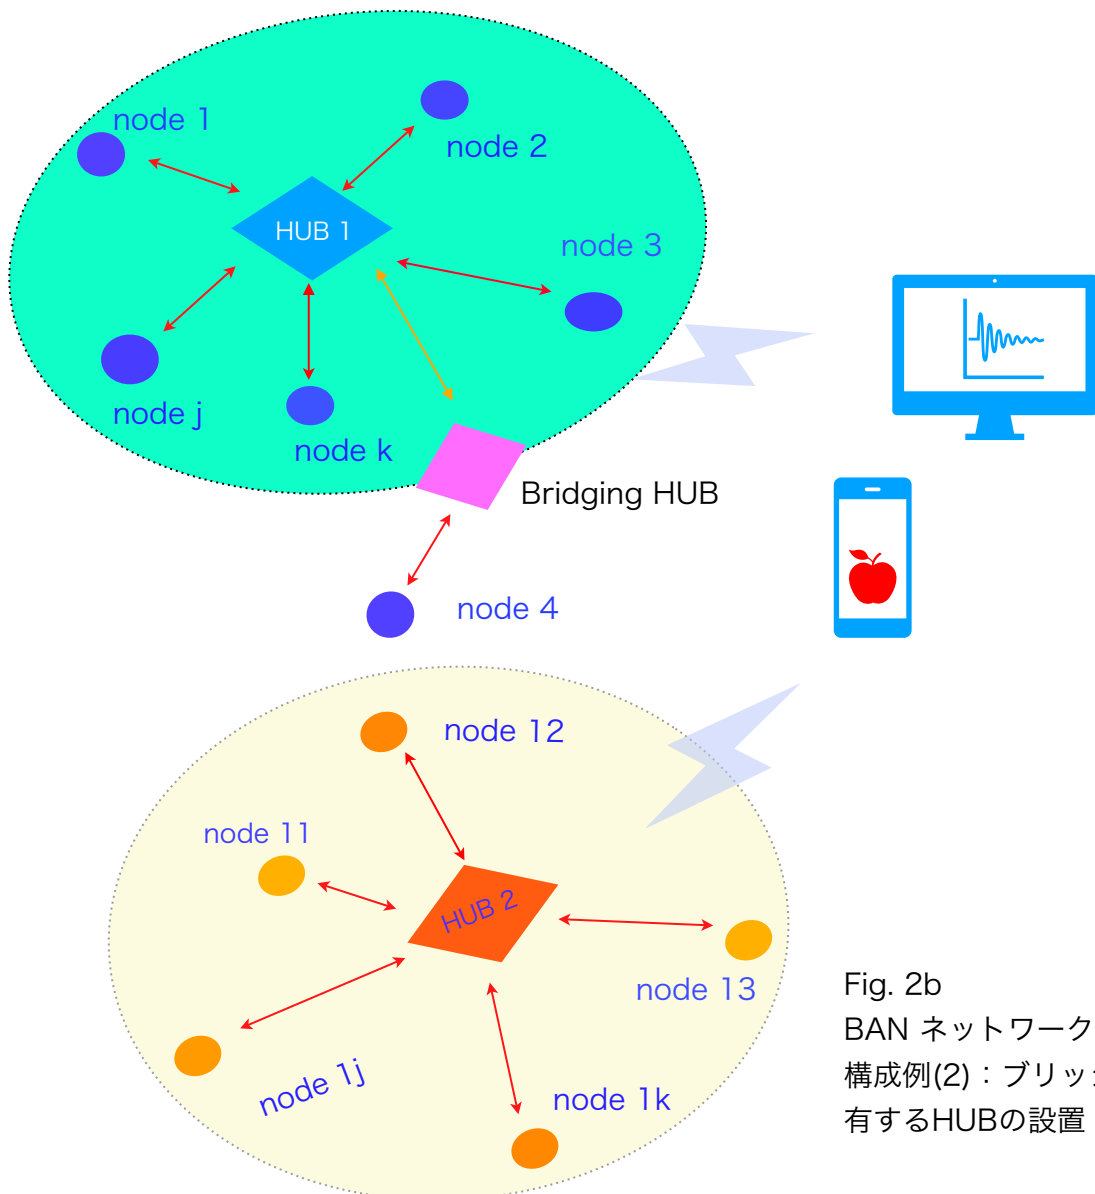 node 1
node 2
HUB 1
node 3
node j
node k
Bridging HUB
node 4
node 12
node 11
HUB 2
node 13
node 1j
node 1k
Fig. 2b
BAN ネットワーク
構成例(2)：ブリッ
有するHUBの設置